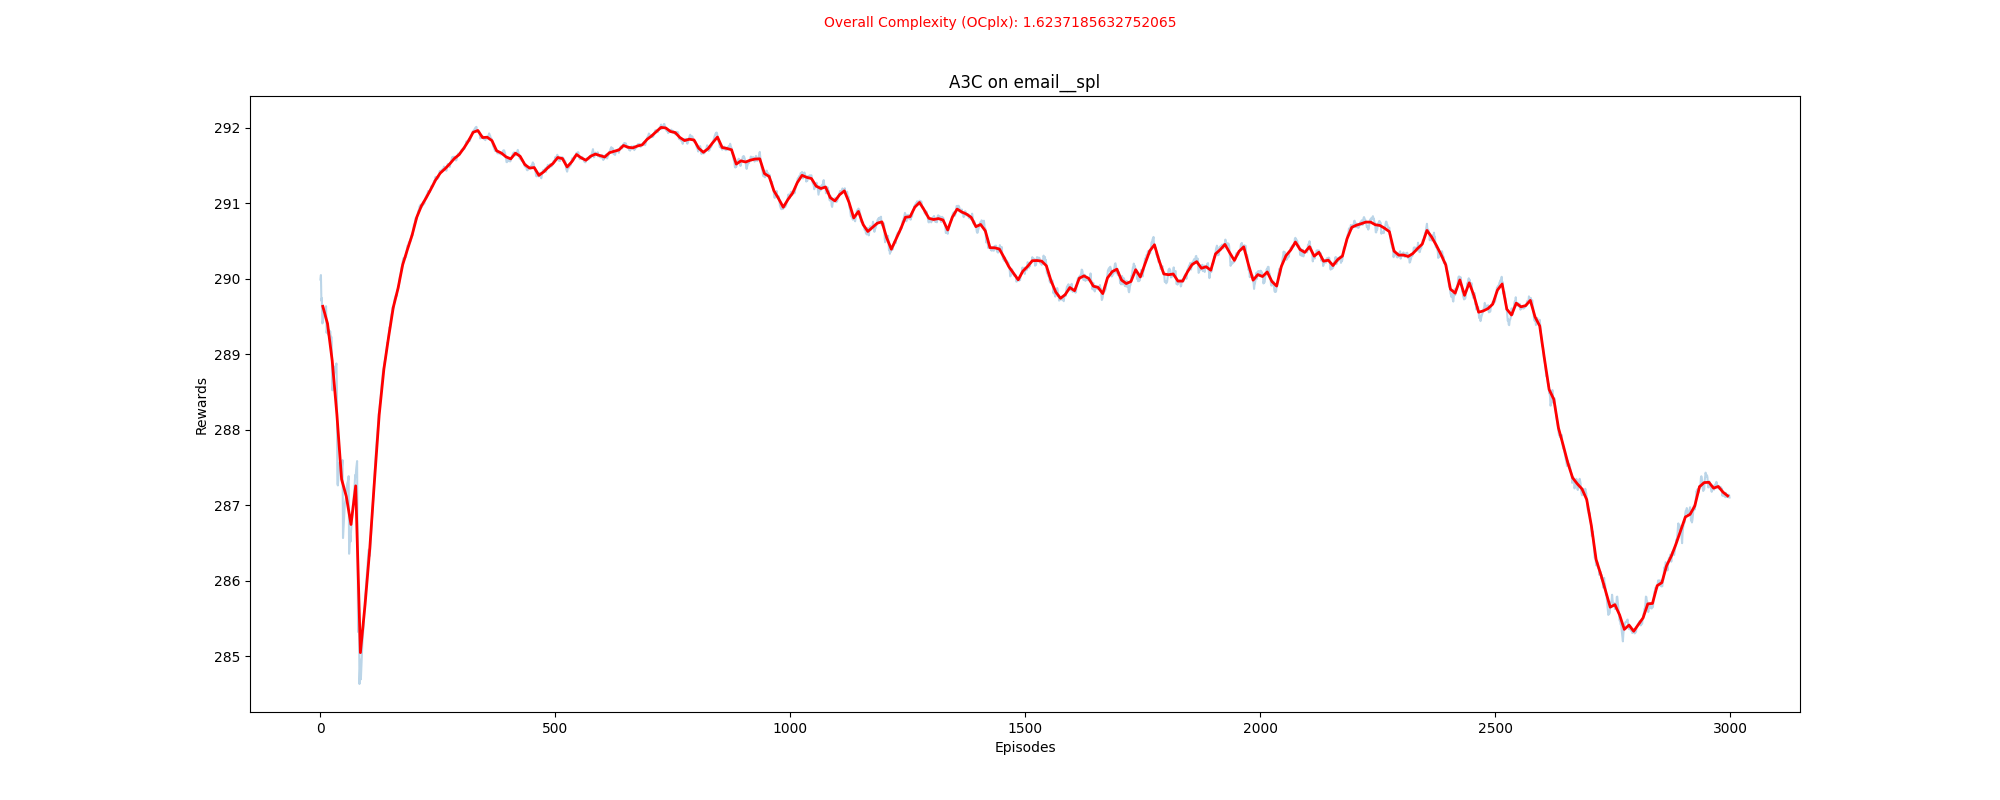 Overall Complexity (OCplx): 1.6237185632752065
A3C on email__spl
292
291
290
289
288
287
286
285
Rewards
0 500 1000 1500 2000 2500 3000
Episodes